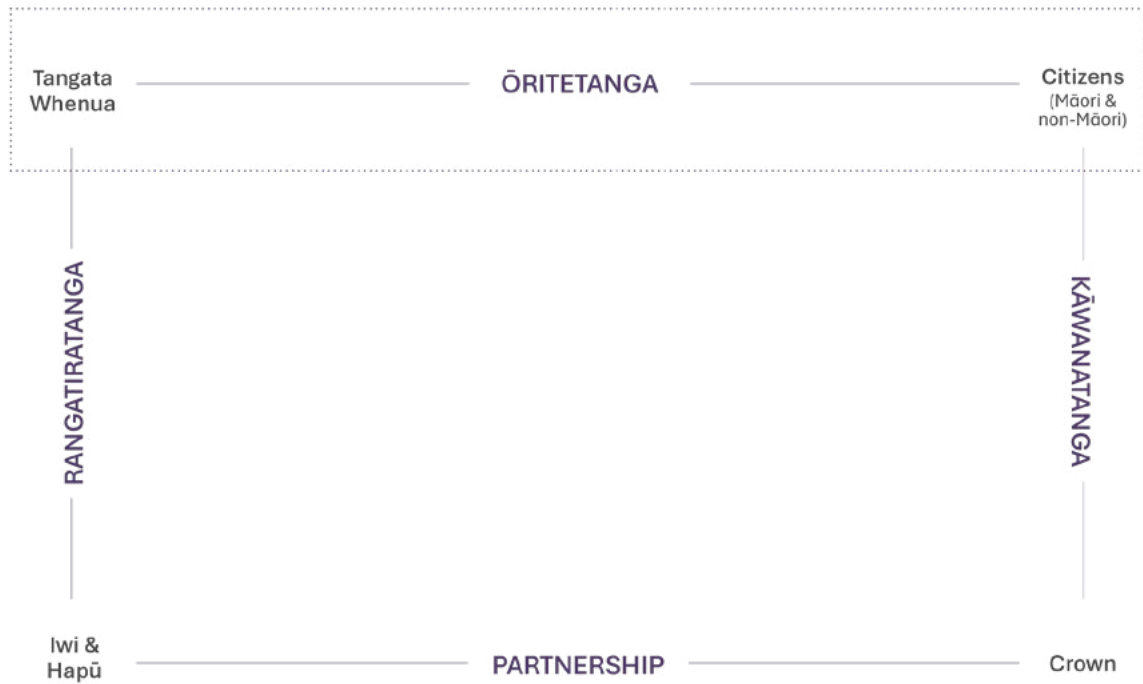 Tangata
Whenua
ŌRITETANGA
Citizens
(Māori &
non-Māori)
RANGATIRATANGA
KĀWANATANGA
Iwi &
Hapū
PARTNERSHIP
Crown